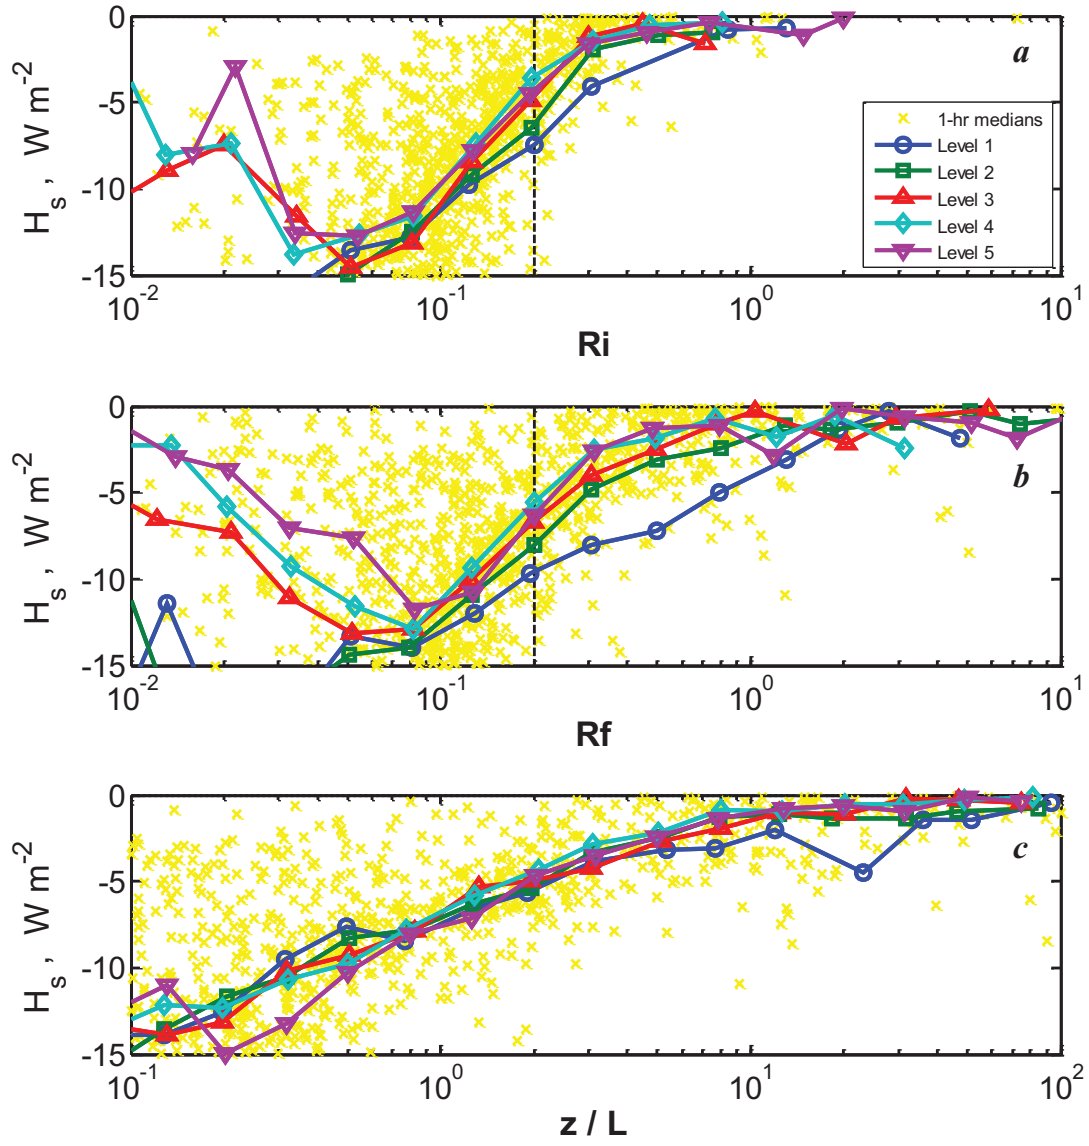 0
-5
-10
-15
H_s , W m^-2
a
1-hr medians
Level 1
Level 2
Level 3
Level 4
Level 5
10^-2 10^-1 10^0 10^1
Ri
0
-5
-10
-15
H_s , W m^-2
b
10^-2 10^-1 10^0 10^1
Rf
0
-5
-10
-15
H_s , W m^-2
c
10^-1 10^0 10^1 10^2
z / L